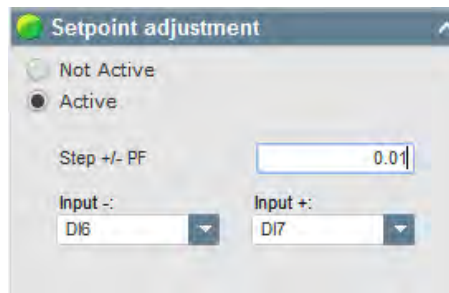 Setpoint adjustment
Not Active
Active
Step +/- PF 0.01
Input -: Input +:
DI6 DI7